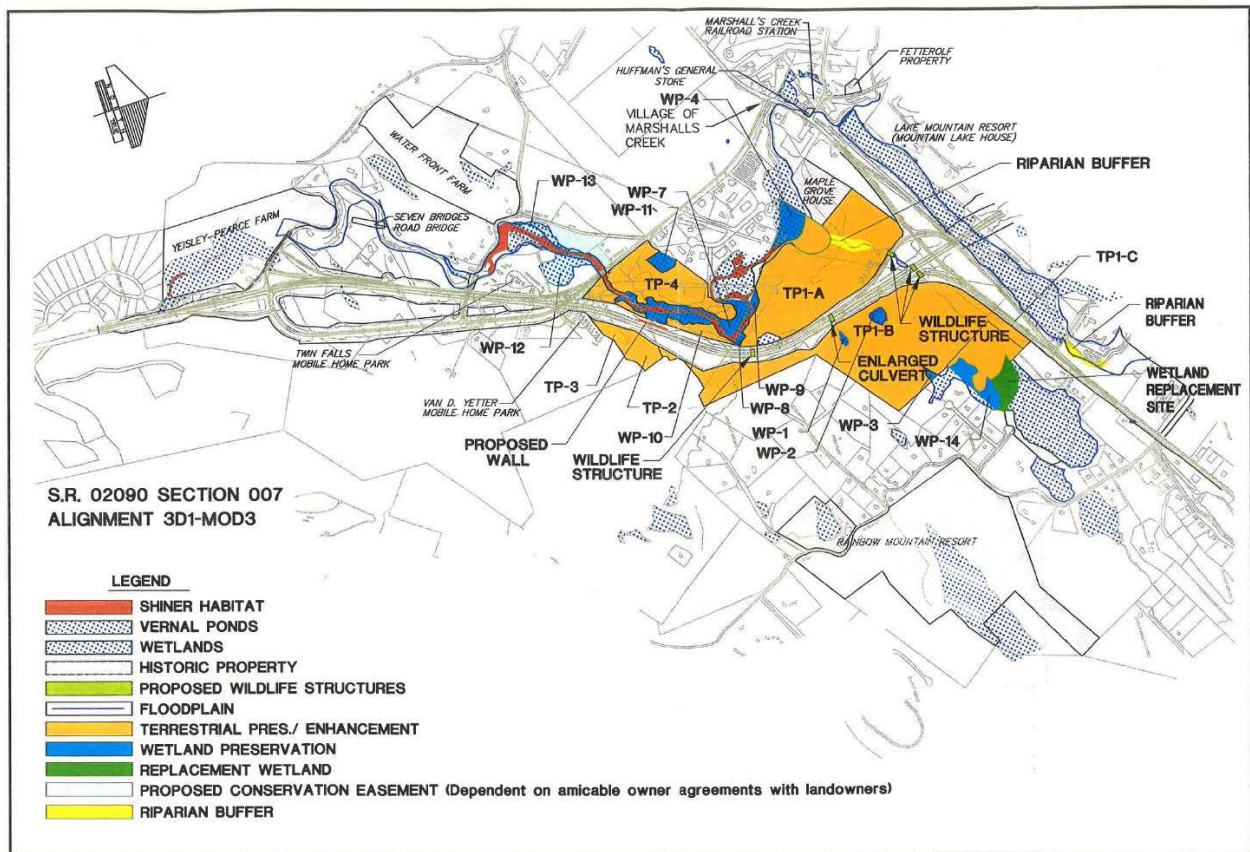 MARSHALL'S CREEK
RAILROAD STATION
FETTEROLF
PROPERTY
HUFFMAN'S GENERAL
STORE
WP-4
VILLAGE OF
MARSHALLS
CREEK
LAKE MOUNTAIN RESORT
(MOUNTAIN LAKE HOUSE)
RIPARIAN BUFFER
WATER FRONT FARM
WP-13
WP-7
WP-11
MAPLE
GROVE
HOUSE
YEISLEY-PEARCE FARM
SEVEN BRIDGES
ROAD BRIDGE
TP-4
TP1-A
TP1-C
RIPARIAN
BUFFER
TP1-B
WILDLIFE
STRUCTURE
TWIN FALLS
MOBILE HOME PARK
WP-12
ENLARGED
CULVERT
WETLAND
REPLACEMENT
SITE
TP-3
WP-9
VAN D. YETTER
MOBILE HOME PARK
TP-2
WP-8
WP-3
PROPOSED
WALL
WP-10
WP-1
WP-14
WILDLIFE
STRUCTURE
WP-2
S.R. 02090 SECTION 007
ALIGNMENT 3D1-MOD3
RAINBOW MOUNTAIN RESORT
LEGEND
SHINER HABITAT
VERNAL PONDS
WETLANDS
HISTORIC PROPERTY
PROPOSED WILDLIFE STRUCTURES
FLOODPLAIN
TERRESTRIAL PRES./ ENHANCEMENT
WETLAND PRESERVATION
REPLACEMENT WETLAND
PROPOSED CONSERVATION EASEMENT (Dependent on amicable owner agreements with landowners)
RIPARIAN BUFFER